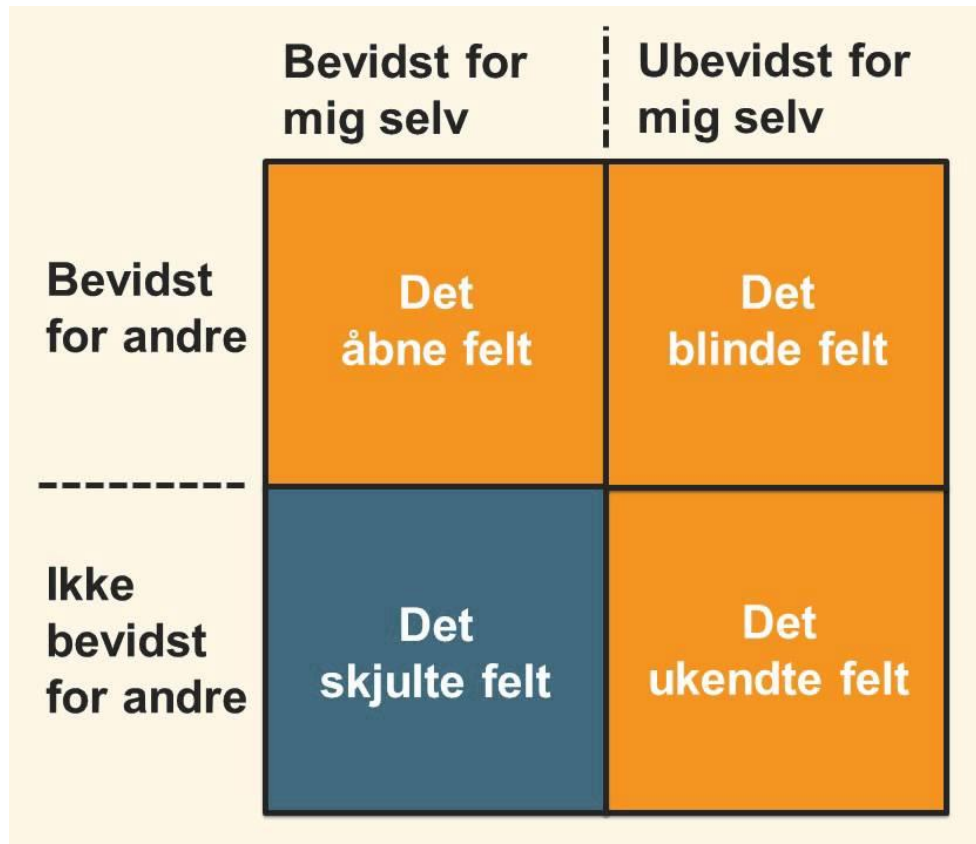 Bevidst for
mig selv
Ubevidst for
mig selv
Bevidst
for andre
Det
åbne felt
Det
blinde felt
Ikke
bevidst
for andre
Det
skjulte felt
Det
ukendte felt